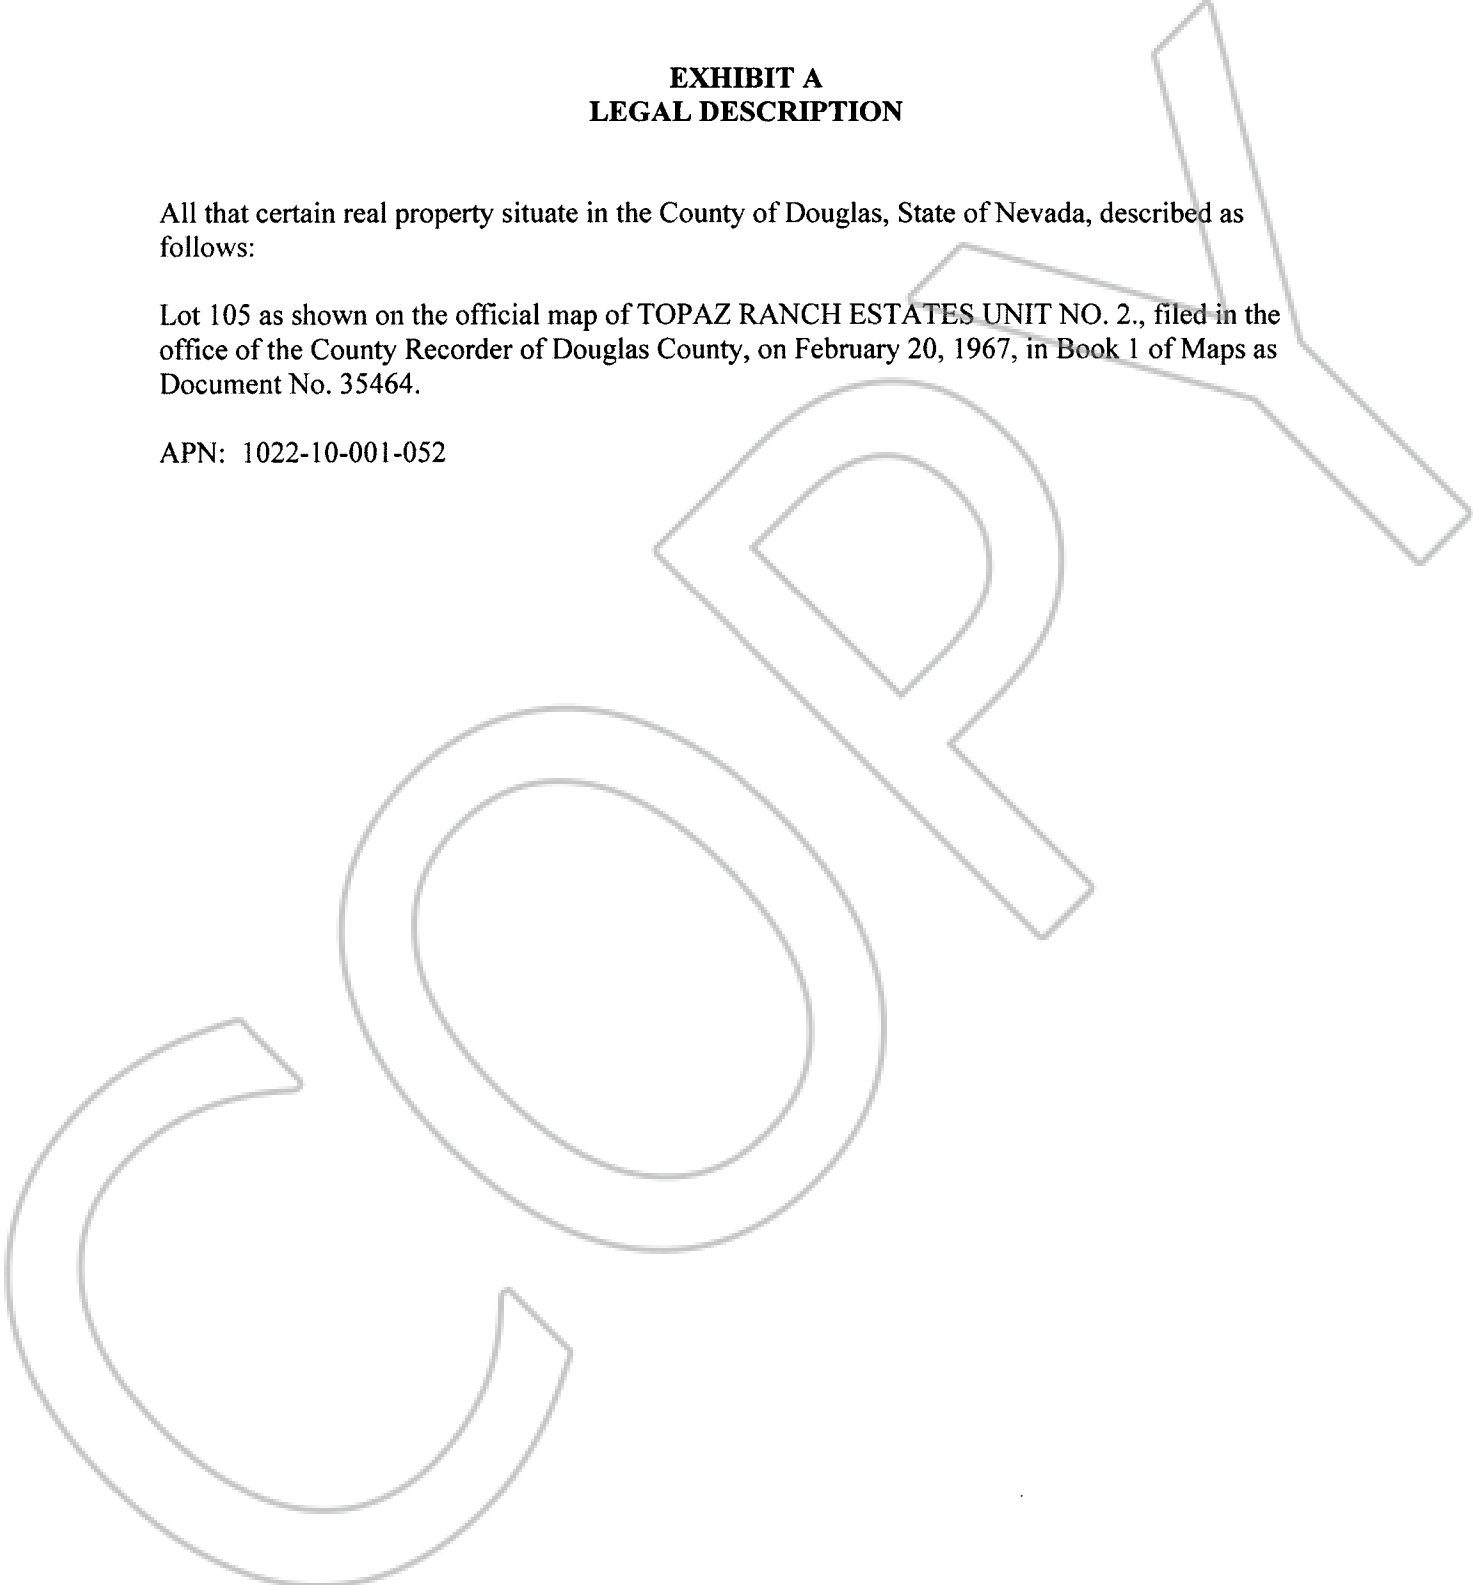 EXHIBIT A
LEGAL DESCRIPTION
All that certain real property situate in the County of Douglas, State of Nevada, described as
follows:
Lot 105 as shown on the official map of TOPAZ RANCH ESTATES UNIT NO. 2., filed in the
office of the County Recorder of Douglas County, on February 20, 1967, in Book 1 of Maps as
Document No. 35464.
APN: 1022-10-001-052
COPY